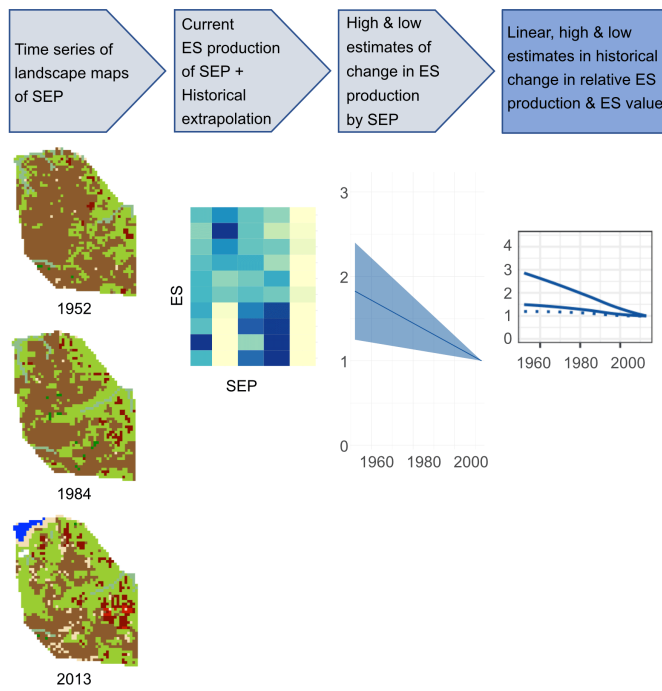 Time series of
landscape maps
of SEP
Current
ES production
of SEP +
Historical
extrapolation
High & low
estimates of
change in ES
production
by SEP
Linear, high & low
estimates in historical
change in relative ES
production & ES value
1952
1984
2013
ES
SEP
3
2
1
0
1960 1980 2000
4
3
2
1
0
1960 1980 2000